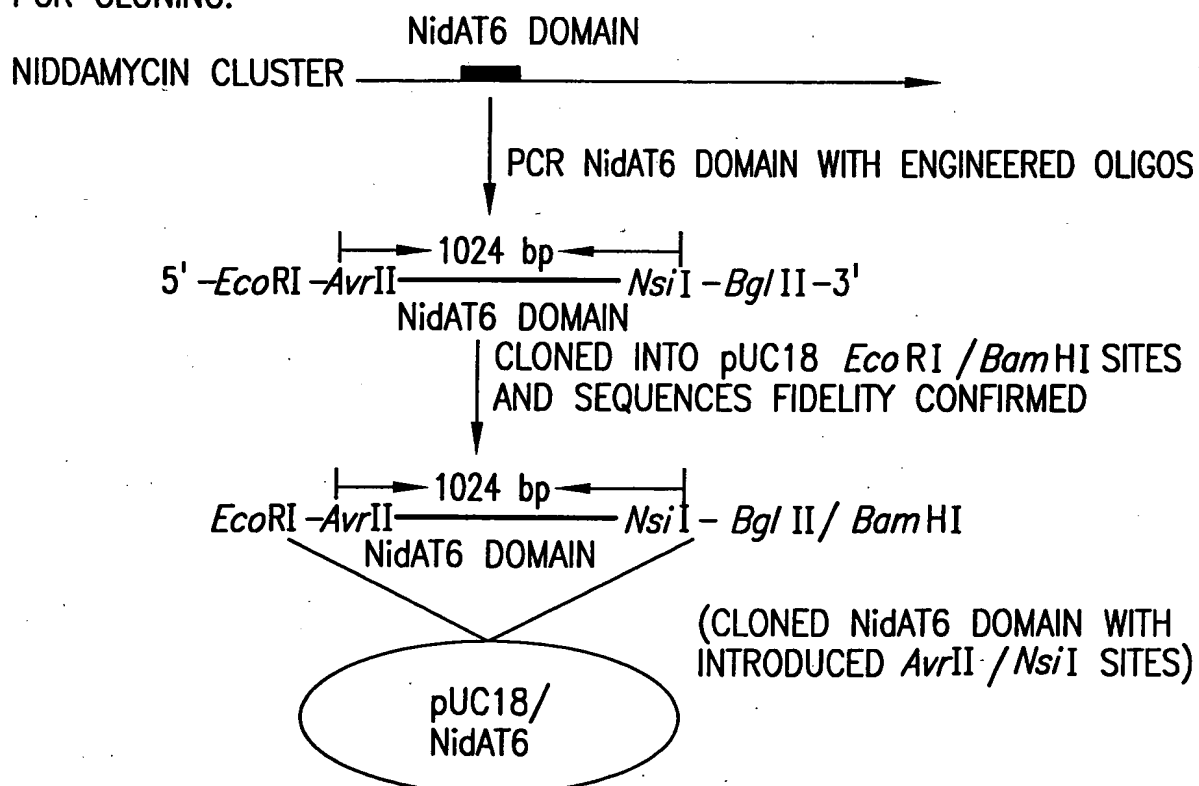 PCR CLONING:
NidAT6 DOMAIN
NIDDAMYCIN CLUSTER
PCR NidAT6 DOMAIN WITH ENGINEERED OLIGOS
1024 bp
5' -EcoRI-AvrII NsiI-BglII-3'
NidAT6 DOMAIN
CLONED INTO pUC18 EcoRI/BamHI SITES
AND SEQUENCES FIDELITY CONFIRMED
1024 bp
EcoRI-AvrII NsiI-BglII/BamHI
NidAT6 DOMAIN
(CLONED NidAT6 DOMAIN WITH
INTRODUCED AvrII/NsiI SITES)
pUC18/
NidAT6